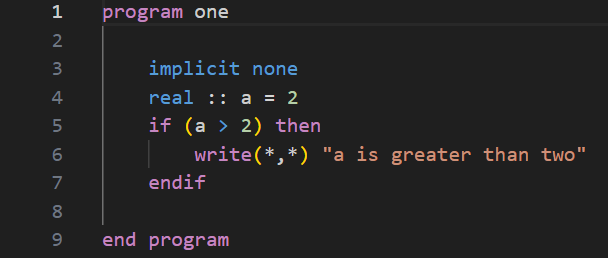 1 program one
2
3     implicit none
4     real :: a = 2
5     if (a > 2) then
6         write(*,*) "a is greater than two"
7     endif
8
9 end program